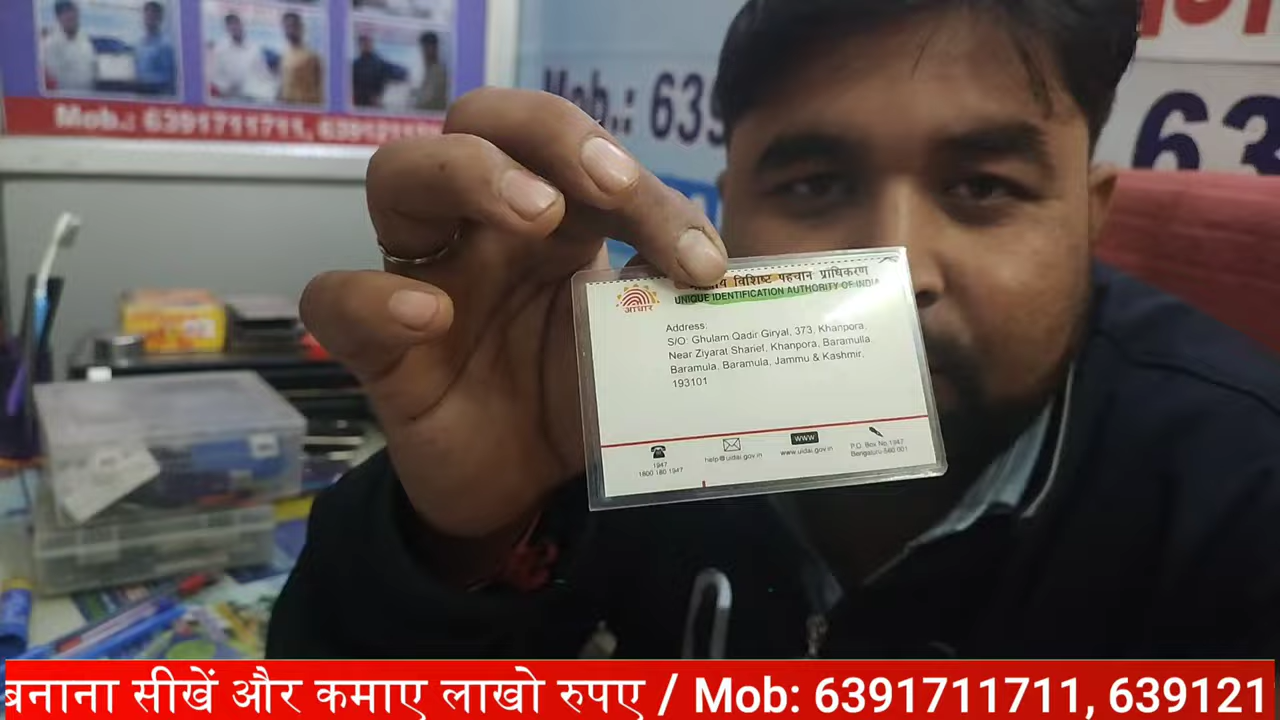 Mob.: 6391711711, 639121
Mob.: 639
63
विशिष्ट पहचान प्राधिकरण
UNIQUE IDENTIFICATION AUTHORITY OF INDIA
आधार
Address:
S/O: Ghulam Qadir Giryal, 373, Khanpora,
Near Ziyarat Sharief, Khanpora, Baramulla,
Baramula, Baramula, Jammu & Kashmir,
193101
1947
1800 180 1947
help@uidai.gov.in
WWW
www.uidai.gov.in
P.O. Box No.1947
Bengaluru-560 001
बनाना सीखें और कमाए लाखो रुपए / Mob: 6391711711, 639121